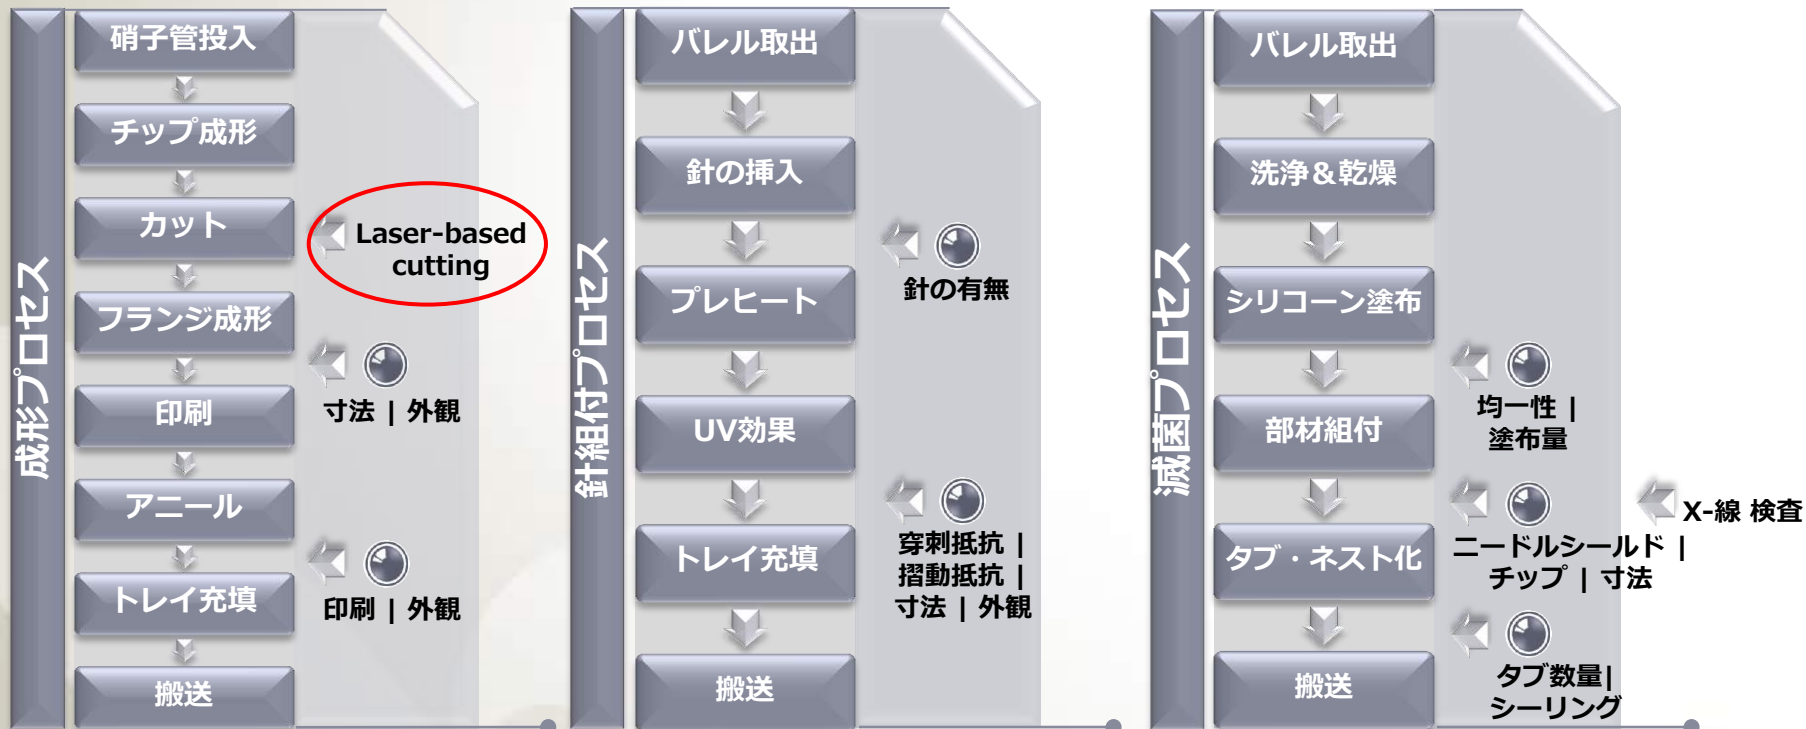 成形プロセス
硝子管投入
チップ成形
カット
Laser-based
cutting
フランジ成形
寸法 | 外観
印刷
アニール
印刷 | 外観
トレイ充填
搬送
針組付プロセス
バレル取出
針の挿入
針の有無
プレヒート
UV効果
穿刺抵抗 |
摺動抵抗 |
寸法 | 外観
トレイ充填
搬送
滅菌プロセス
バレル取出
洗浄＆乾燥
シリコーン塗布
均一性 |
塗布量
部材組付
X-線 検査
ニードルシールド |
チップ | 寸法
タブ・ネスト化
タブ数量|
シーリング
搬送